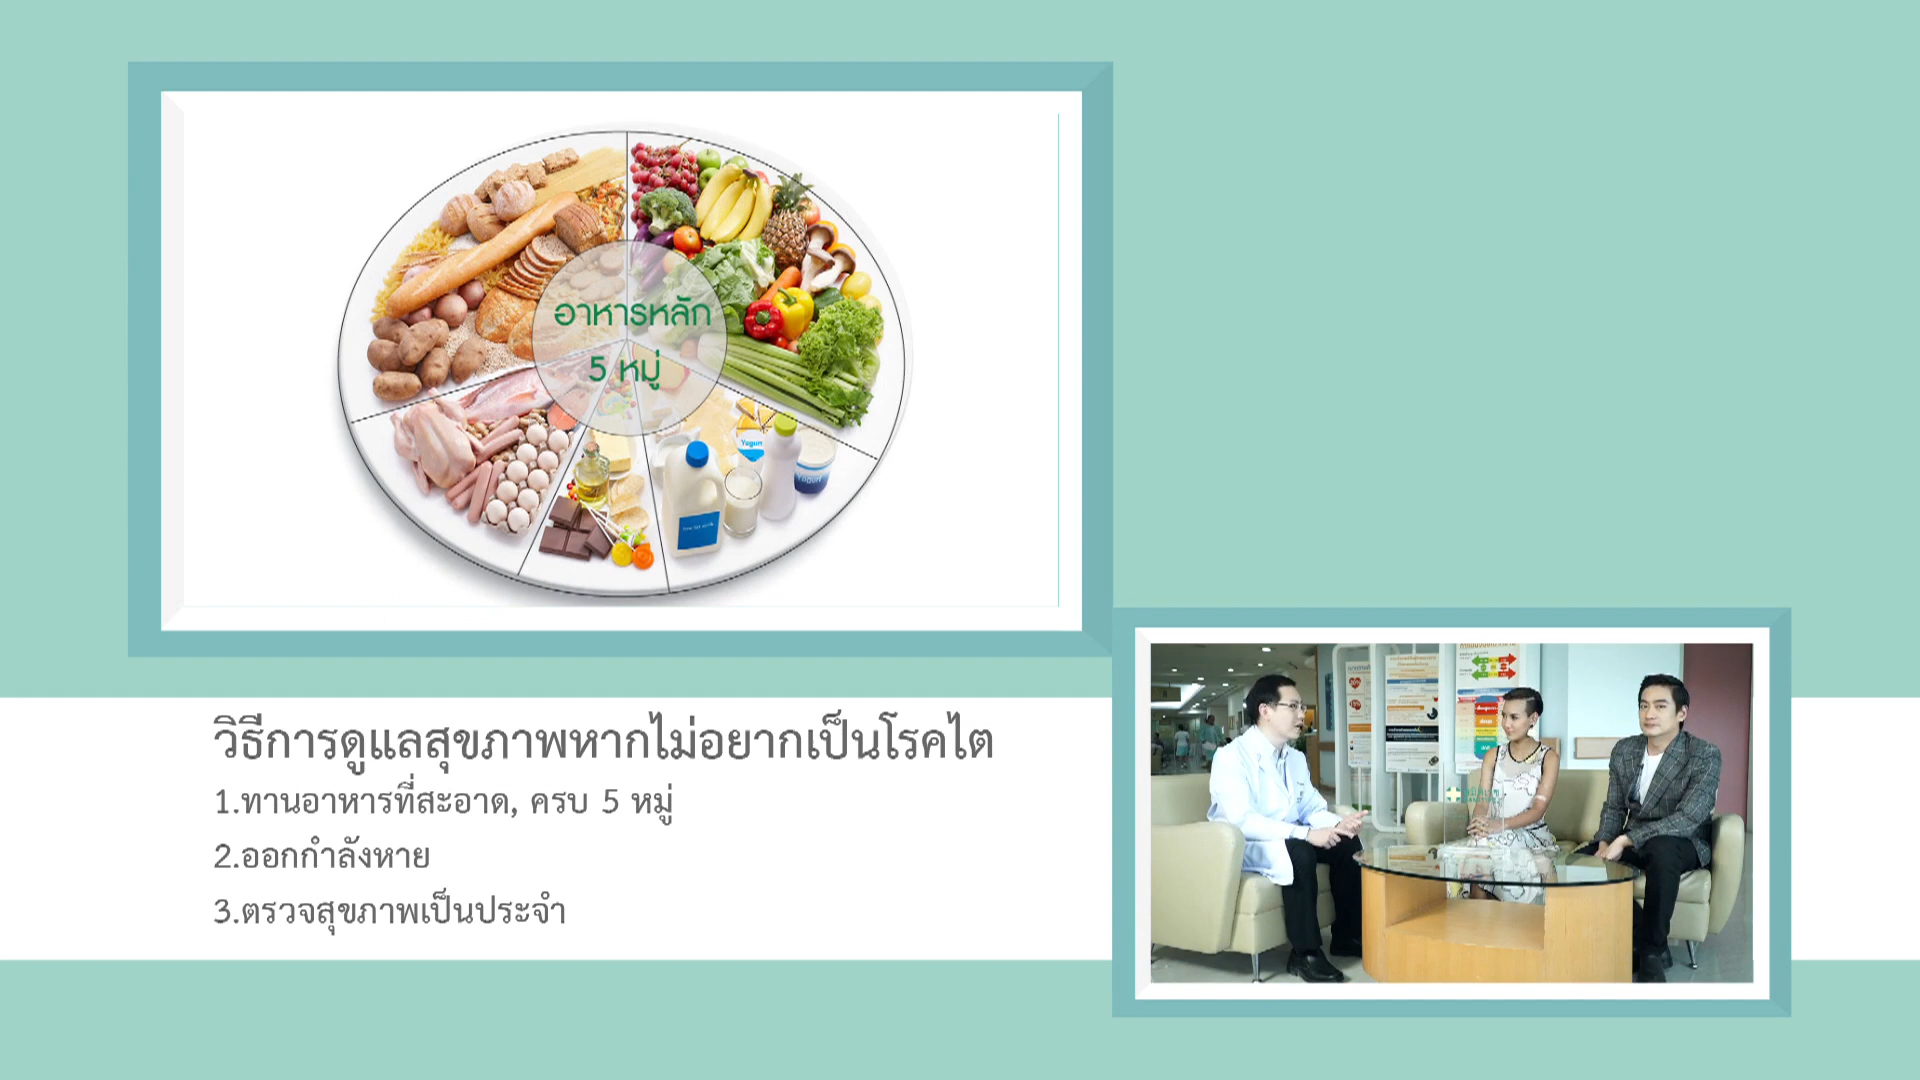 อาหารหลัก
5 หมู่
Yogurt
วิธีการดูแลสุขภาพหากไม่อยากเป็นโรคไต
1.ทานอาหารที่สะอาด, ครบ 5 หมู่
2.ออกกำลังหาย
3.ตรวจสุขภาพเป็นประจำ